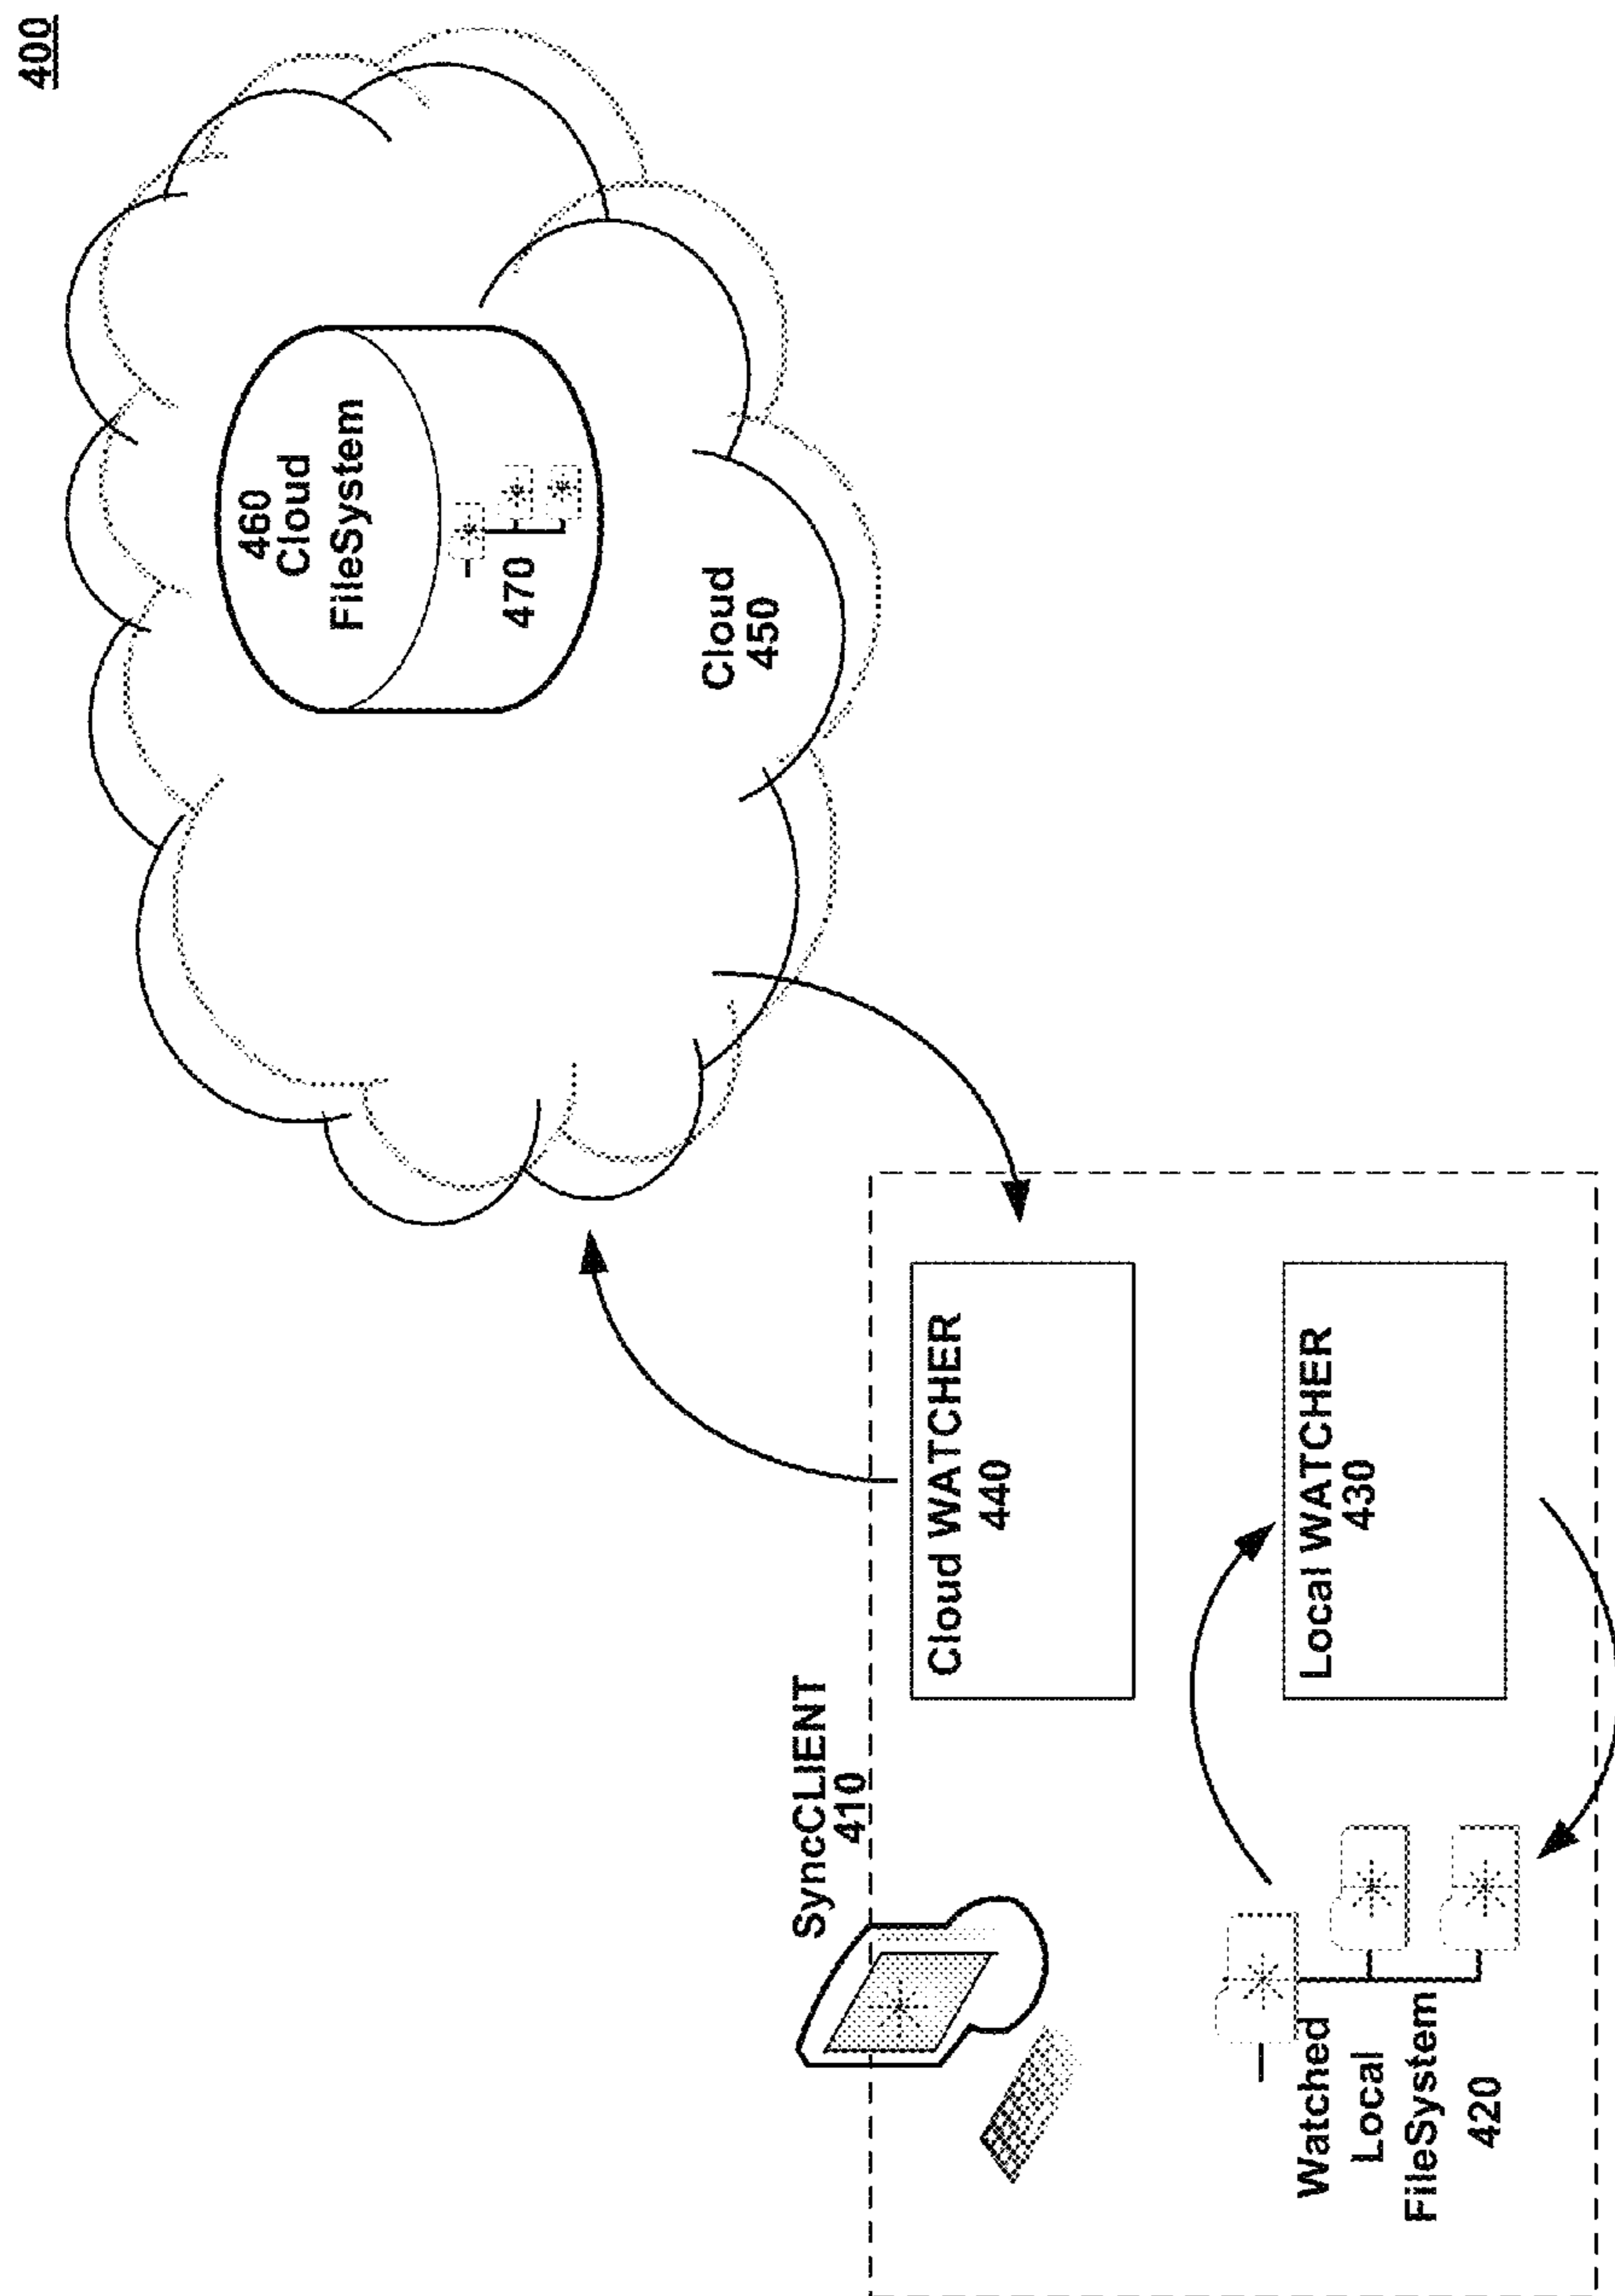 400
460
Cloud
FileSystem
470
Cloud
450
SyncCLIENT
410
Cloud WATCHER
440
Local WATCHER
430
Watched
Local
FileSystem
420